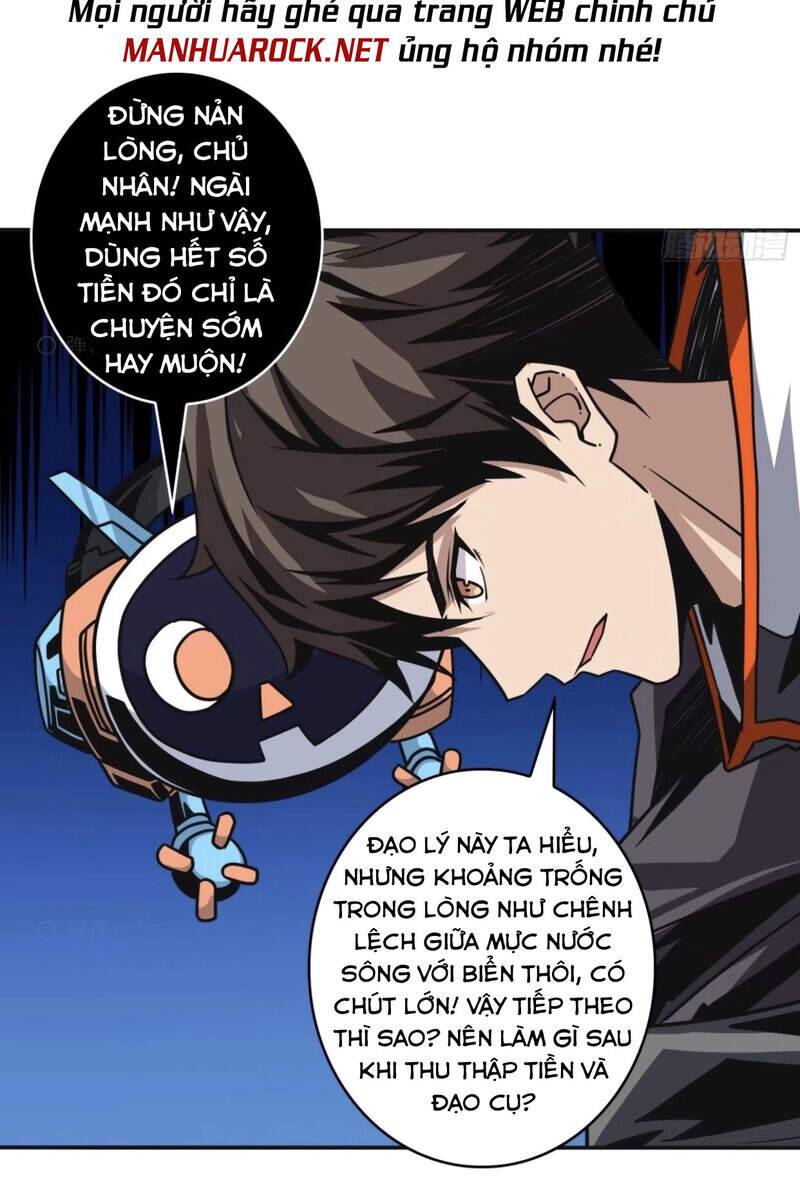 Mọi người hãy ghé qua trang WEB chính chủ
MANHUAROCK.NET ủng hộ nhóm nhé!
ĐỪNG NẢN
LÒNG, CHỦ
NHÂN! NGÀI
MẠNH NHƯ VẬY,
DÙNG HẾT SỐ
TIỀN ĐÓ CHỈ LÀ
CHUYỆN SỚM
HAY MUỘN!
ĐẠO LÝ NÀY TA HIỂU,
NHƯNG KHOẢNG TRỐNG
TRONG LÒNG NHƯ CHÊNH
LỆCH GIỮA MỰC NƯỚC
SÔNG VỚI BIỂN THÔI, CÓ
CHÚT LỚN! VẬY TIẾP THEO
THÌ SAO? NÊN LÀM GÌ SAU
KHI THU THẬP TIỀN VÀ
ĐẠO CỤ?